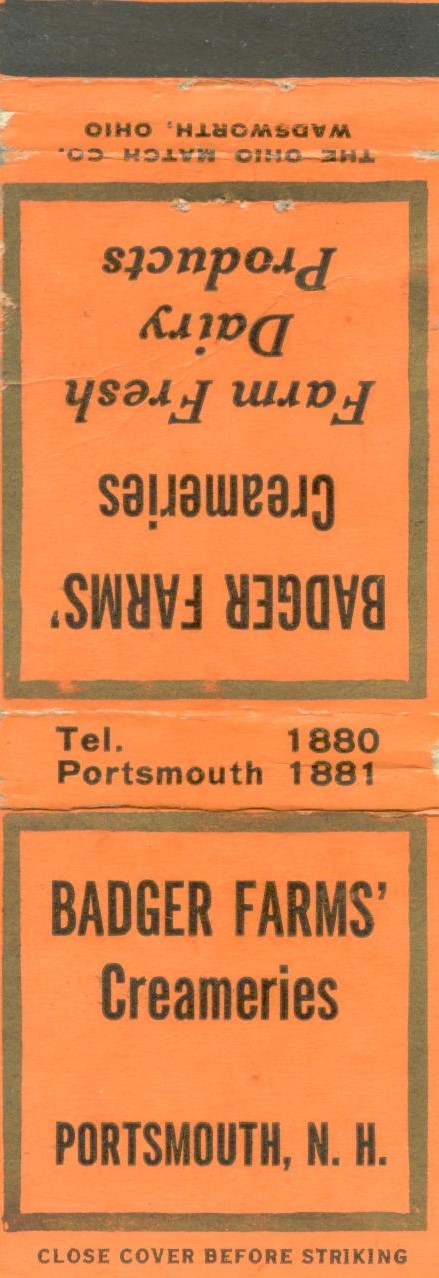 THE OHIO MATCH CO.
WADSWORTH, OHIO
BADGER FARMS'
Creameries
Farm Fresh
Dairy
Products
Tel. 1880
Portsmouth 1881
BADGER FARMS'
Creameries
PORTSMOUTH, N. H.
CLOSE COVER BEFORE STRIKING